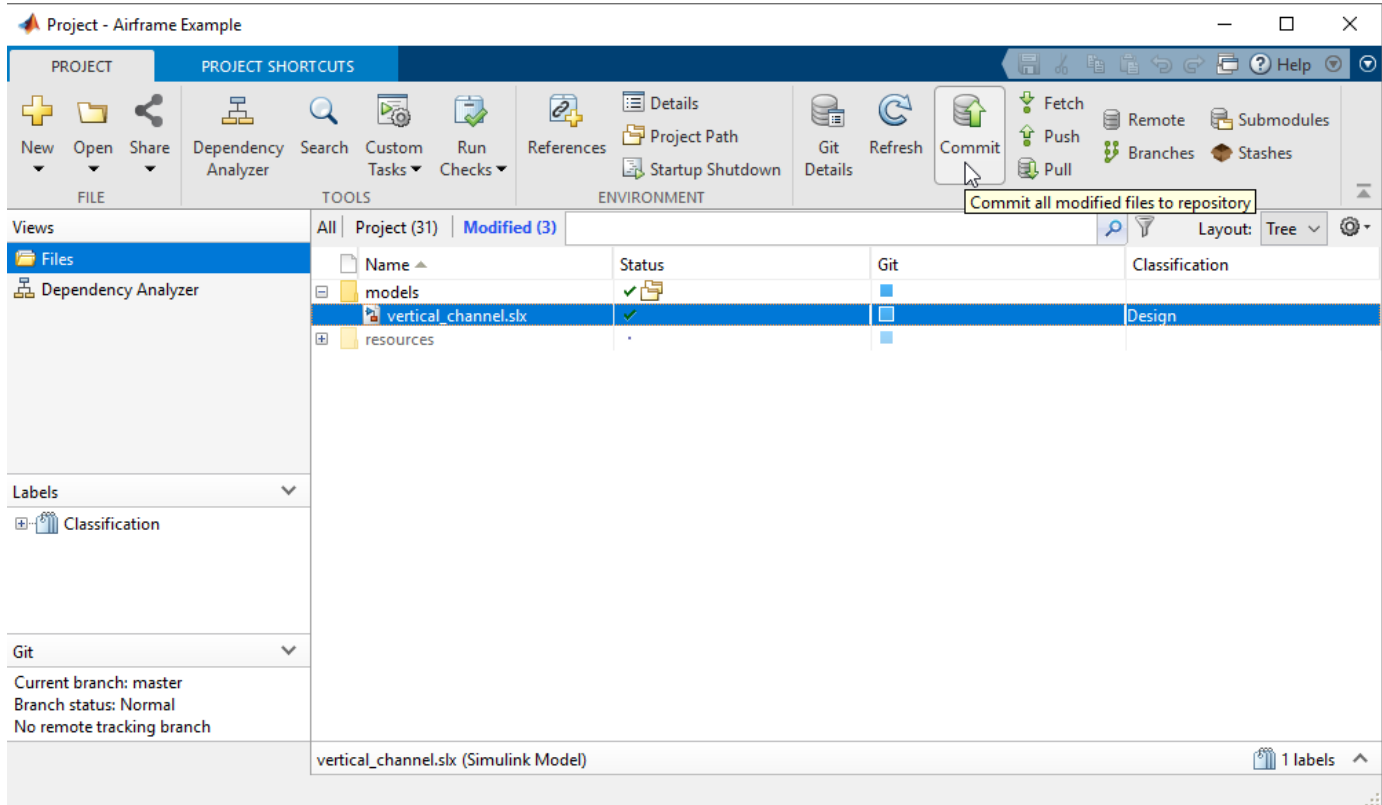 Project - Airframe Example
PROJECT
PROJECT SHORTCUTS
Help
New
Open
Share
Dependency Analyzer
Search
Custom Tasks
Run Checks
References
Details
Project Path
Startup Shutdown
Git Details
Refresh
Commit
Fetch
Push
Pull
Remote
Branches
Submodules
Stashes
FILE
TOOLS
ENVIRONMENT
Commit all modified files to repository
Views
All
Project (31)
Modified (3)
Layout: Tree
Files
Dependency Analyzer
Name
Status
Git
Classification
models
vertical_channel.slx
Design
resources
Labels
Classification
Git
Current branch: master
Branch status: Normal
No remote tracking branch
vertical_channel.slx (Simulink Model)
1 labels